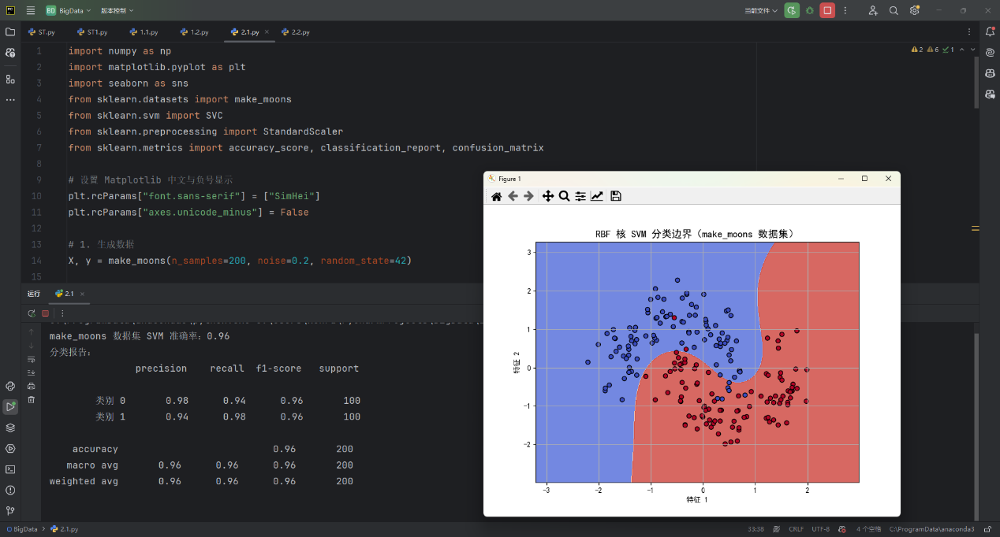 BD BigData 版本控制 当前文件
ST.py ST1.py 1.1.py 1.2.py 2.1.py 2.2.py
1 import numpy as np
2 import matplotlib.pyplot as plt
3 import seaborn as sns
4 from sklearn.datasets import make_moons
5 from sklearn.svm import SVC
6 from sklearn.preprocessing import StandardScaler
7 from sklearn.metrics import accuracy_score, classification_report, confusion_matrix
8
9 # 设置 Matplotlib 中文与负号显示
10 plt.rcParams["font.sans-serif"] = ["SimHei"]
11 plt.rcParams["axes.unicode_minus"] = False
12
13 # 1. 生成数据
14 X, y = make_moons(n_samples=200, noise=0.2, random_state=42)
15
2 6 1
运行 2.1
make_moons 数据集 SVM 准确率：0.96
分类报告：
precision recall f1-score support
类别 0 0.98 0.94 0.96 100
类别 1 0.94 0.98 0.96 100
accuracy 0.96 200
macro avg 0.96 0.96 0.96 200
weighted avg 0.96 0.96 0.96 200
Figure 1
RBF 核 SVM 分类边界（make_moons 数据集）
3
2
1
0
−1
−2
特征 2
−3 −2 −1 0 1 2
特征 1
BigData 2.1.py 33:38 CRLF UTF-8 4 个空格 C:\ProgramData\anaconda3